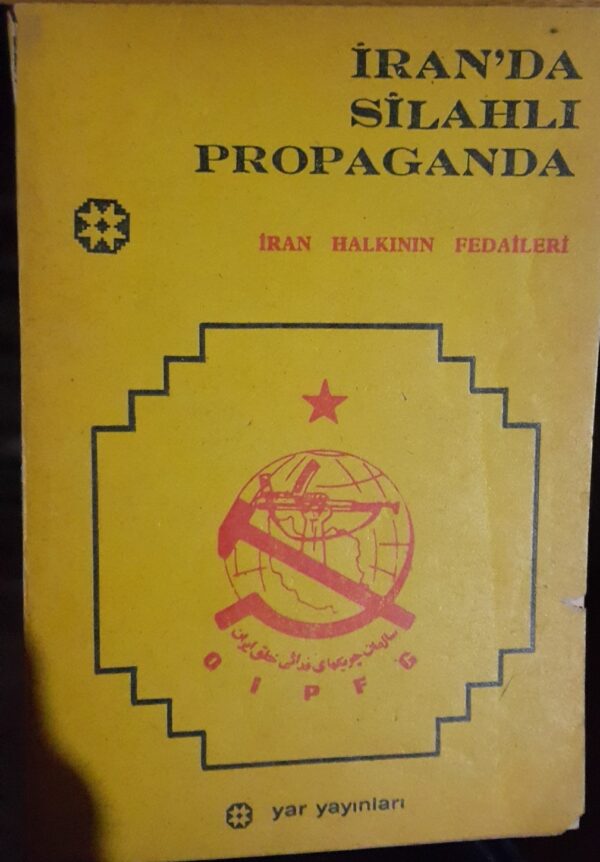 İRAN'DA
SİLAHLI
PROPAGANDA
İRAN HALKININ FEDAİLERİ
سازمان چریکهای فدائی خلق ایران
O İ P F G
yar yayınları